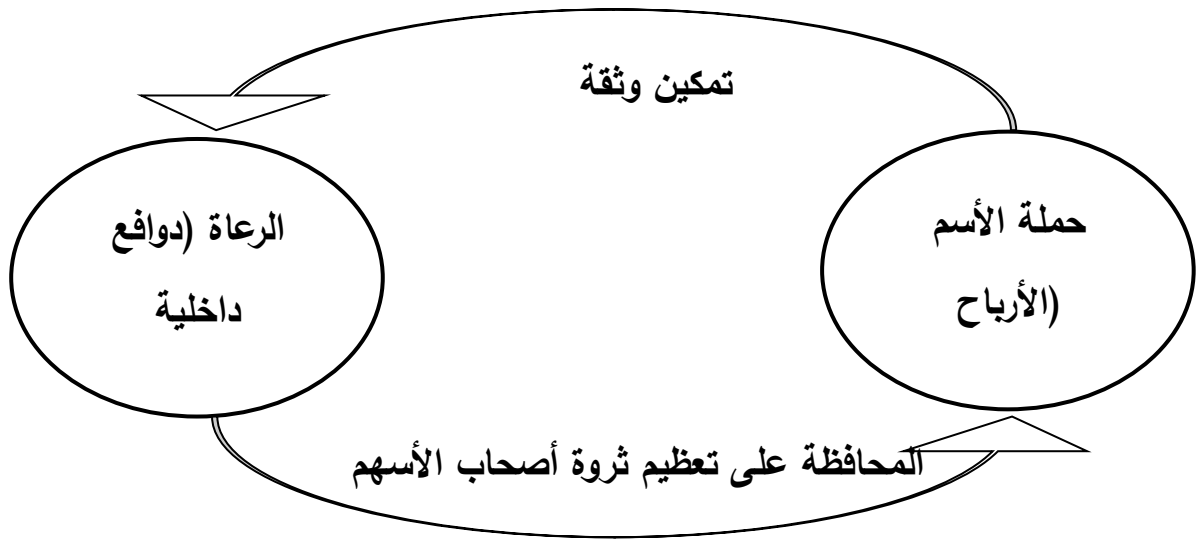 تمكين وثقة
حملة الأسم
(الأرباح
الرعاة (دوافع
داخلية
المحافظة على تعظيم ثروة أصحاب الأسهم